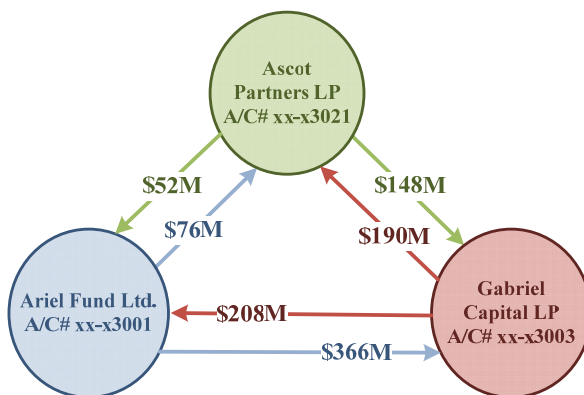 Ascot
Partners LP
A/C# xx-x3021
$52M
$148M
$76M
$190M
Ariel Fund Ltd.
A/C# xx-x3001
Gabriel
Capital LP
A/C# xx-x3003
$208M
$366M